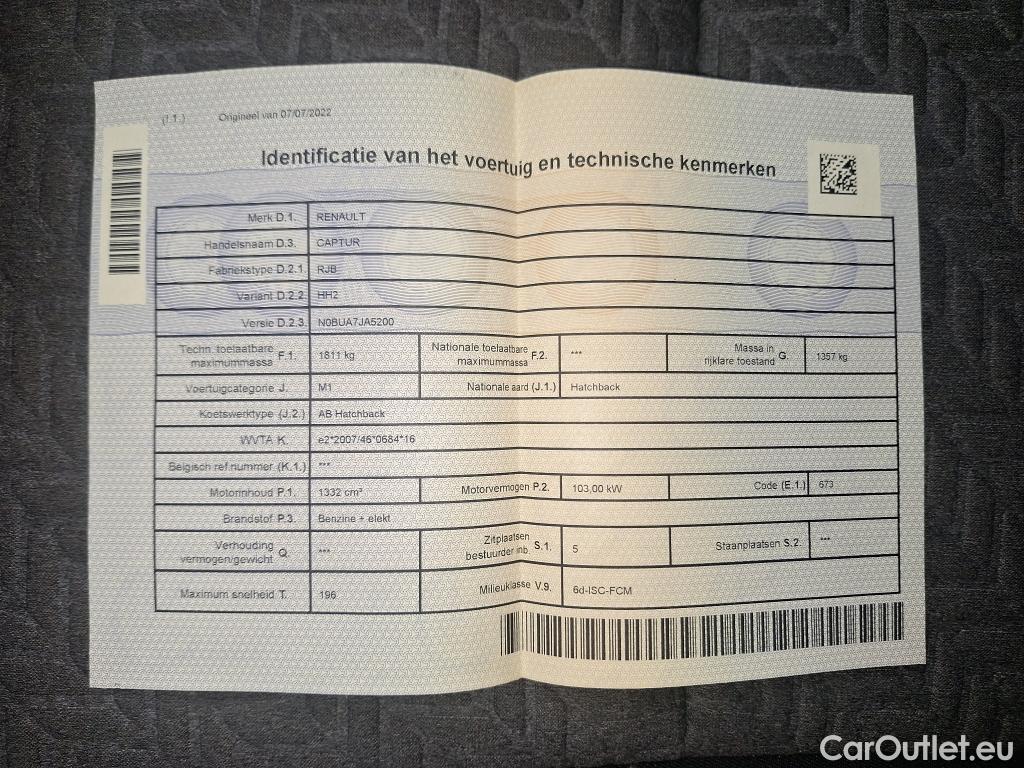 (I.1.) Origineel van 07/07/2022
Identificatie van het voertuig en technische kenmerken
Merk D.1. RENAULT
Handelsnaam D.3. CAPTUR
Fabriekstype D.2.1. RJB
Variant D.2.2. HH2
Versie D.2.3. N0BUA7JA5200
Techn. toelaatbare maximummassa F.1. 1811 kg Nationale toelaatbare maximummassa F.2. *** Massa in rijklare toestand G. 1357 kg
Voertuigcategorie J. M1 Nationale aard (J.1.) Hatchback
Koetswerktype (J.2.) AB Hatchback
WVTA K. e2*2007/46*0684*16
Belgisch ref.nummer (K.1.) ***
Motorinhoud P.1. 1332 cm³ Motorvermogen P.2. 103,00 kW Code (E.1.) 673
Brandstof P.3. Benzine + elekt
Verhouding vermogen/gewicht Q. *** Zitplaatsen bestuurder inb. S.1. 5 Staanplaatsen S.2. ***
Maximum snelheid T. 196 Milieuklasse V.9. 6d-ISC-FCM
CarOutlet.eu